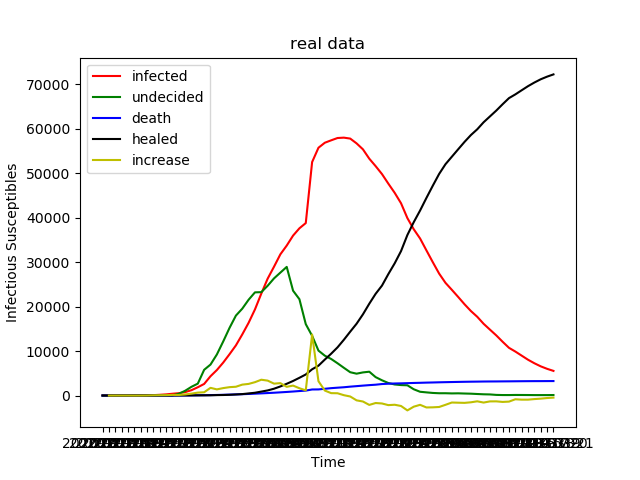 real data
infected
undecided
death
healed
increase
70000
60000
50000
40000
30000
20000
10000
0
Infectious Susceptibles
Time